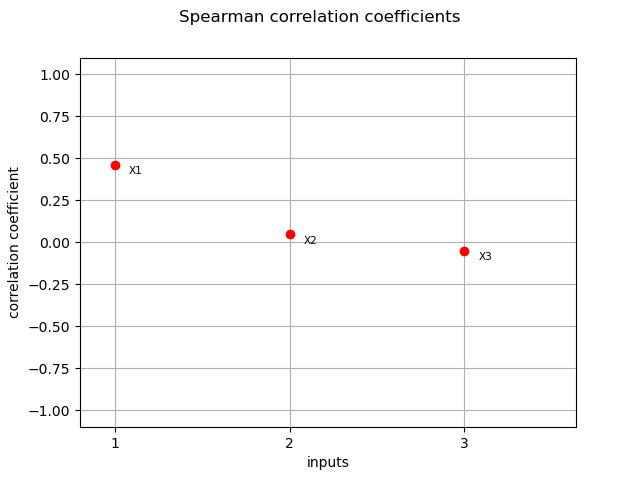 Spearman correlation coefficients
1.00
0.75
0.50
0.25
0.00
−0.25
−0.50
−0.75
−1.00
correlation coefficient
X1
X2
X3
1 2 3
inputs